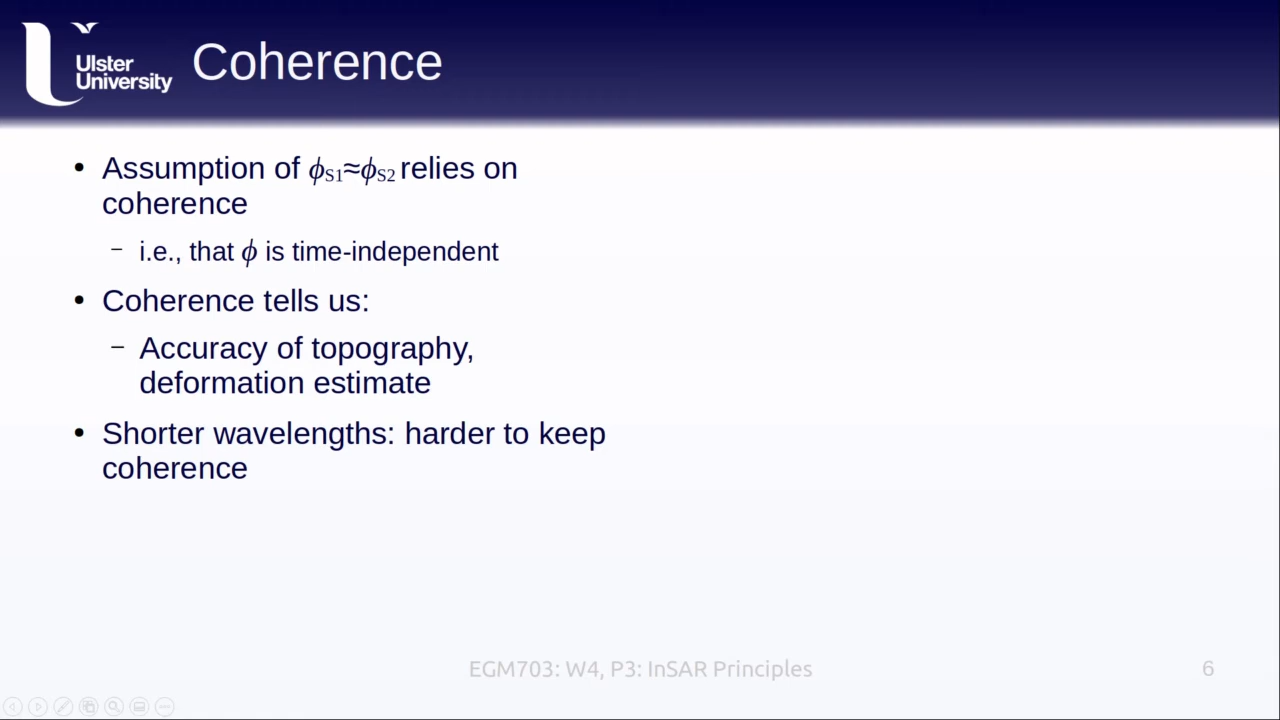 Ulster
University
Coherence
• Assumption of ϕS1≈ϕS2 relies on
coherence
– i.e., that ϕ is time-independent
• Coherence tells us:
– Accuracy of topography,
deformation estimate
• Shorter wavelengths: harder to keep
coherence
EGM703: W4, P3: InSAR Principles
6